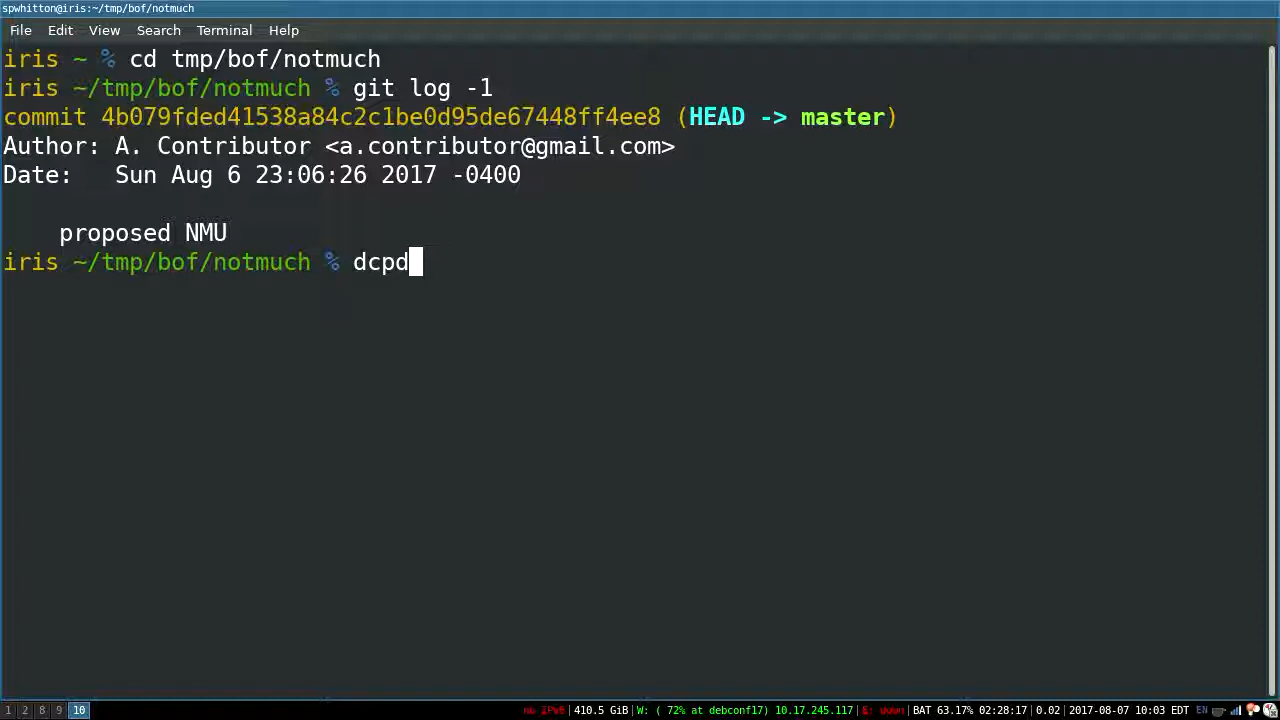 spwhitton@iris:~/tmp/bof/notmuch
File Edit View Search Terminal Help
iris ~ % cd tmp/bof/notmuch
iris ~/tmp/bof/notmuch % git log -1
commit 4b079fded41538a84c2c1be0d95de67448ff4ee8 (HEAD -> master)
Author: A. Contributor <a.contributor@gmail.com>
Date:   Sun Aug 6 23:06:26 2017 -0400
proposed NMU
iris ~/tmp/bof/notmuch % dcpd
1 2 8 9 10 no IPv6|410.5 GiB|W: ( 72% at debconf17) 10.17.245.117|E: down|BAT 63.17% 02:28:17|0.02|2017-08-07 10:03 EDT EN